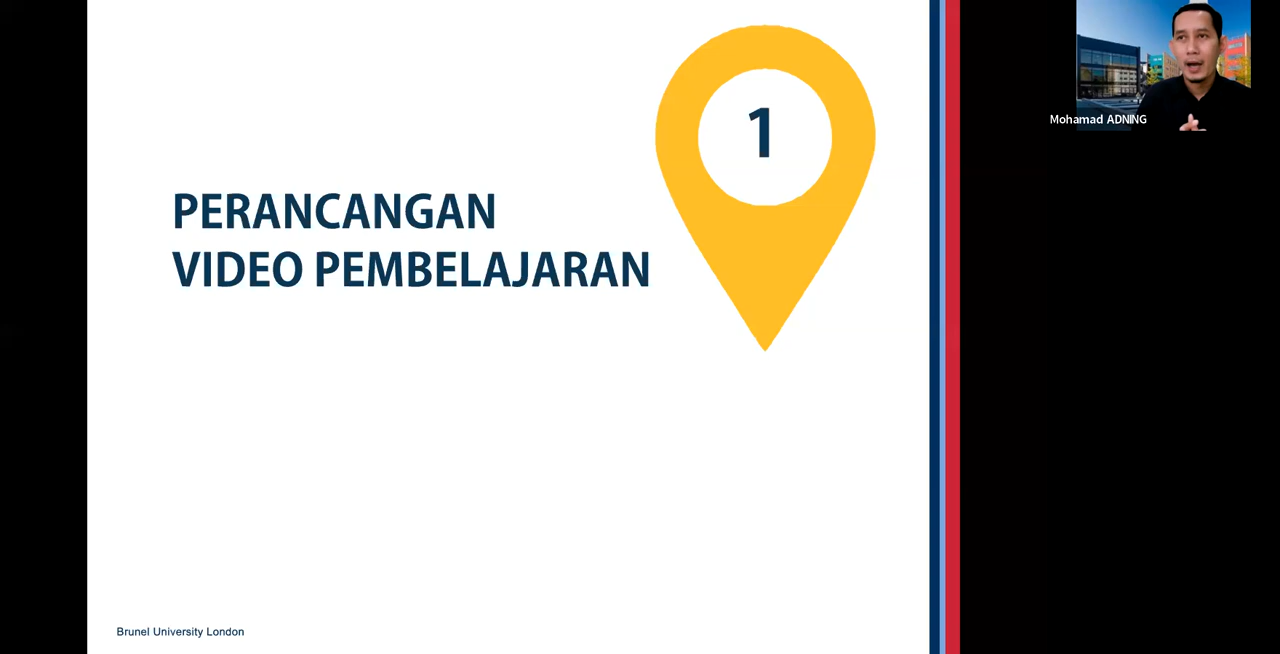 1
PERANCANGAN
VIDEO PEMBELAJARAN
Mohamad ADNING
Brunel University London